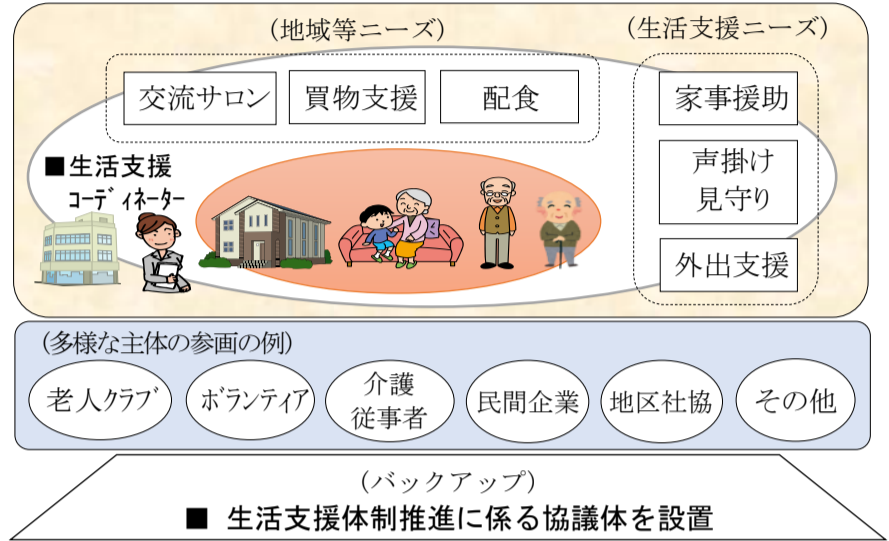 (地域等ニーズ)
(生活支援ニーズ)
交流サロン
買物支援
配食
家事援助
声掛け
見守り
外出支援
■生活支援
ｺｰﾃﾞｨﾈｰﾀｰ
(多様な主体の参画の例)
老人ｸﾗﾌﾞ
ﾎﾞﾗﾝﾃｨｱ
介護
従事者
民間企業
地区社協
その他
(バックアップ)
■ 生活支援体制推進に係る協議体を設置